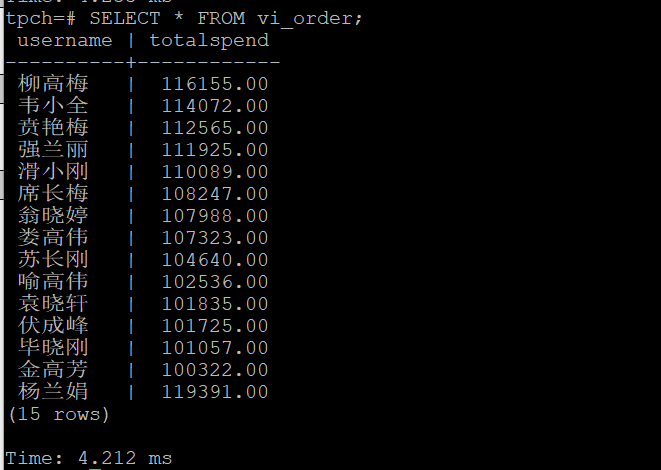 tpch=# SELECT * FROM vi_order;
username | totalspend
----------+------------
柳高梅 | 116155.00
韦小全 | 114072.00
贲艳梅 | 112565.00
强兰丽 | 111925.00
滑小刚 | 110089.00
席长梅 | 108247.00
翁晓婷 | 107988.00
娄高伟 | 107323.00
苏长刚 | 104640.00
喻高伟 | 102536.00
袁晓轩 | 101835.00
伏成峰 | 101725.00
毕晓刚 | 101057.00
金高芳 | 100322.00
杨兰娟 | 119391.00
(15 rows)
Time: 4.212 ms